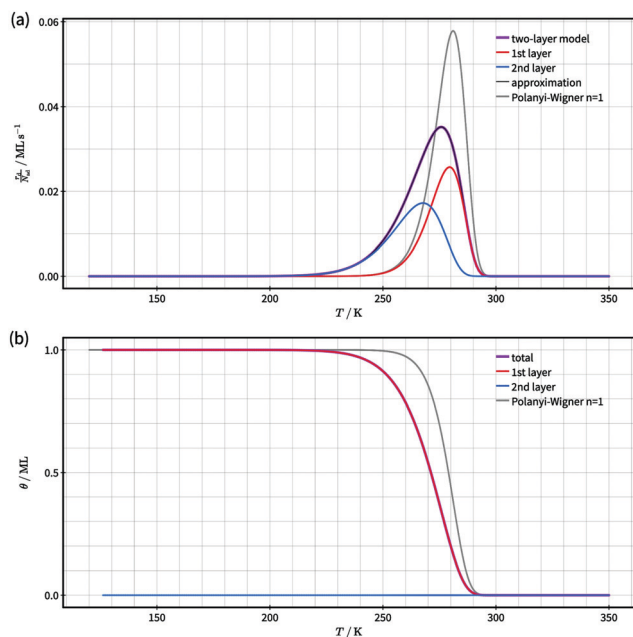 (a)
0.06
0.04
0.02
0.00
two-layer model
1st layer
2nd layer
approximation
Polanyi-Wigner n=1
/ ML s⁻¹
150
200
250
300
350
T / K
(b)
1.0
0.5
0.0
total
1st layer
2nd layer
Polanyi-Wigner n=1
θ / ML
150
200
250
300
350
T / K